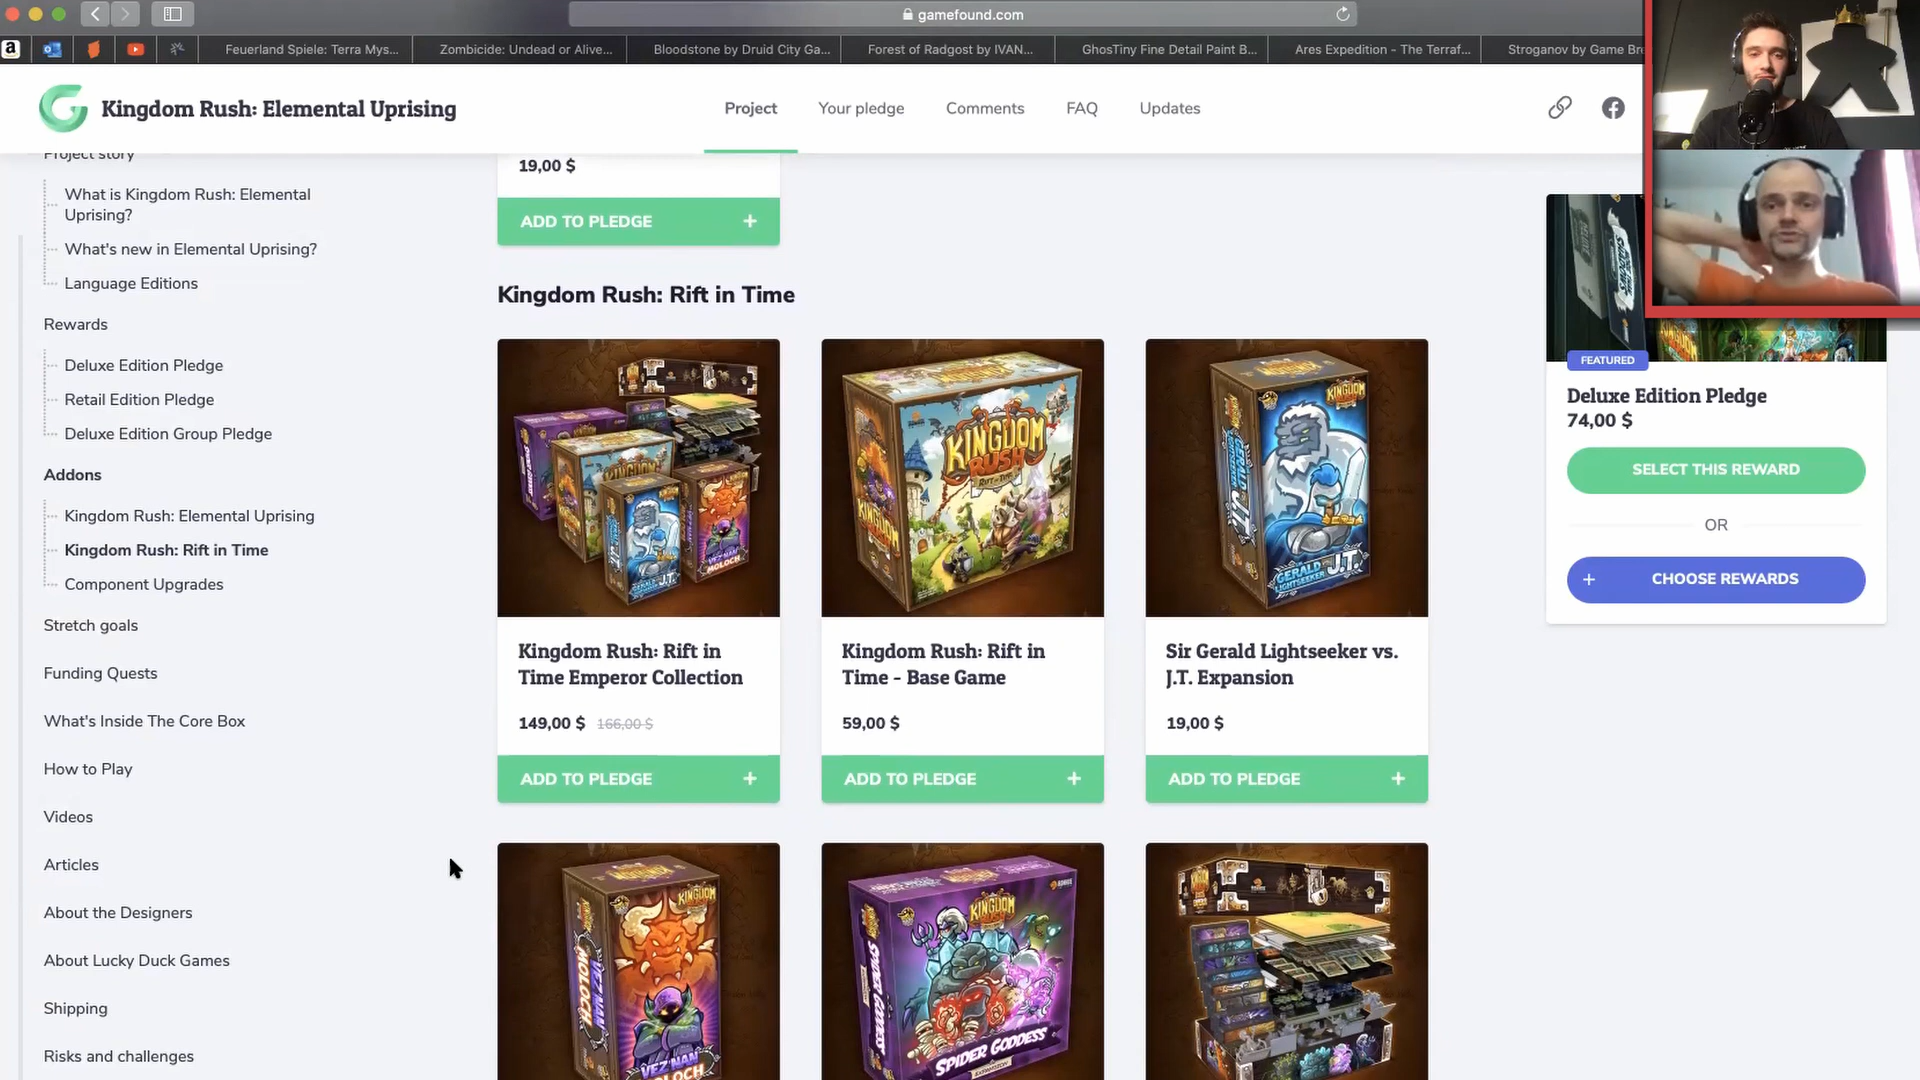 gamefound.com
Feuerland Spiele: Terra Mys...
Zombicide: Undead or Alive...
Bloodstone by Druid City Ga...
Forest of Radgost by IVAN...
GhosTiny Fine Detail Paint B...
Ares Expedition - The Terraf...
Stroganov by Game Br
Kingdom Rush: Elemental Uprising
Project
Your pledge
Comments
FAQ
Updates
Project story
What is Kingdom Rush: Elemental
Uprising?
What's new in Elemental Uprising?
Language Editions
Rewards
Deluxe Edition Pledge
Retail Edition Pledge
Deluxe Edition Group Pledge
Addons
Kingdom Rush: Elemental Uprising
Kingdom Rush: Rift in Time
Component Upgrades
Stretch goals
Funding Quests
What's Inside The Core Box
How to Play
Videos
Articles
About the Designers
About Lucky Duck Games
Shipping
Risks and challenges
19,00 $
ADD TO PLEDGE +
Kingdom Rush: Rift in Time
KINGDOM
RUSH
RIFT IN TIME
KINGDOM
GERALD
LIGHTSEEKER
J.T.
Kingdom Rush: Rift in
Time Emperor Collection
149,00 $ 166,00 $
ADD TO PLEDGE +
Kingdom Rush: Rift in
Time - Base Game
59,00 $
ADD TO PLEDGE +
Sir Gerald Lightseeker vs.
J.T. Expansion
19,00 $
ADD TO PLEDGE +
KINGDOM
VEZ'NAN
MOLOCH
KINGDOM
SPIDER GODDESS
FEATURED
Deluxe Edition Pledge
74,00 $
SELECT THIS REWARD
OR
+ CHOOSE REWARDS